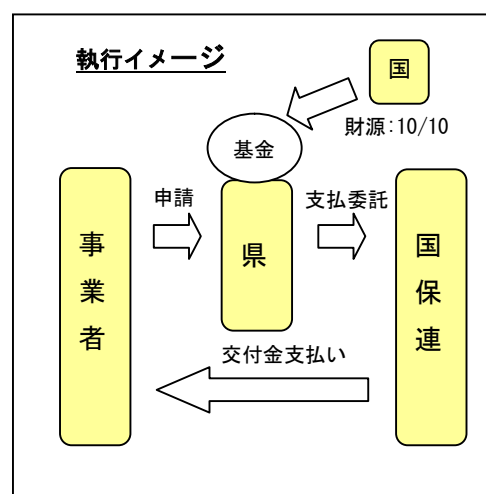 執行イメージ
国
財源：10/10
基金
申請
支払委託
事業者
県
国保連
交付金支払い